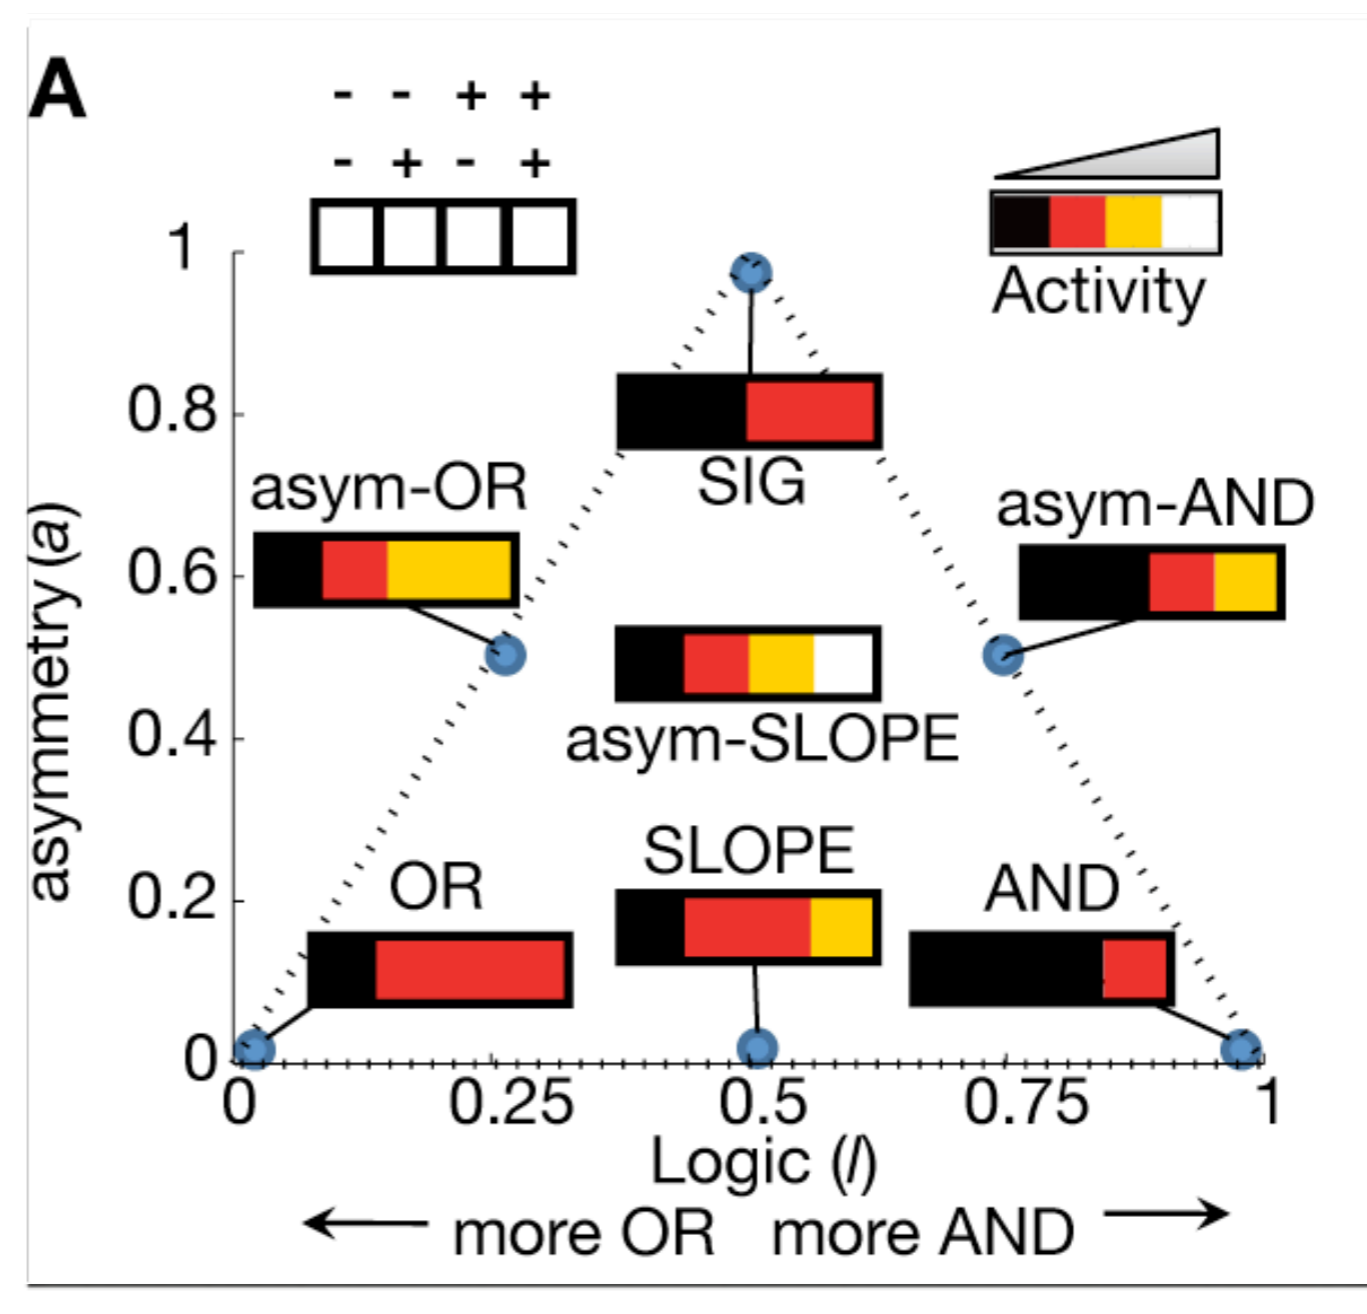 A
- - + +
- + - +
Activity
1
0.8
0.6
0.4
0.2
0
asymmetry (a)
SIG
asym-OR
asym-AND
asym-SLOPE
SLOPE
OR
AND
0 0.25 0.5 0.75 1
Logic (l)
more OR more AND